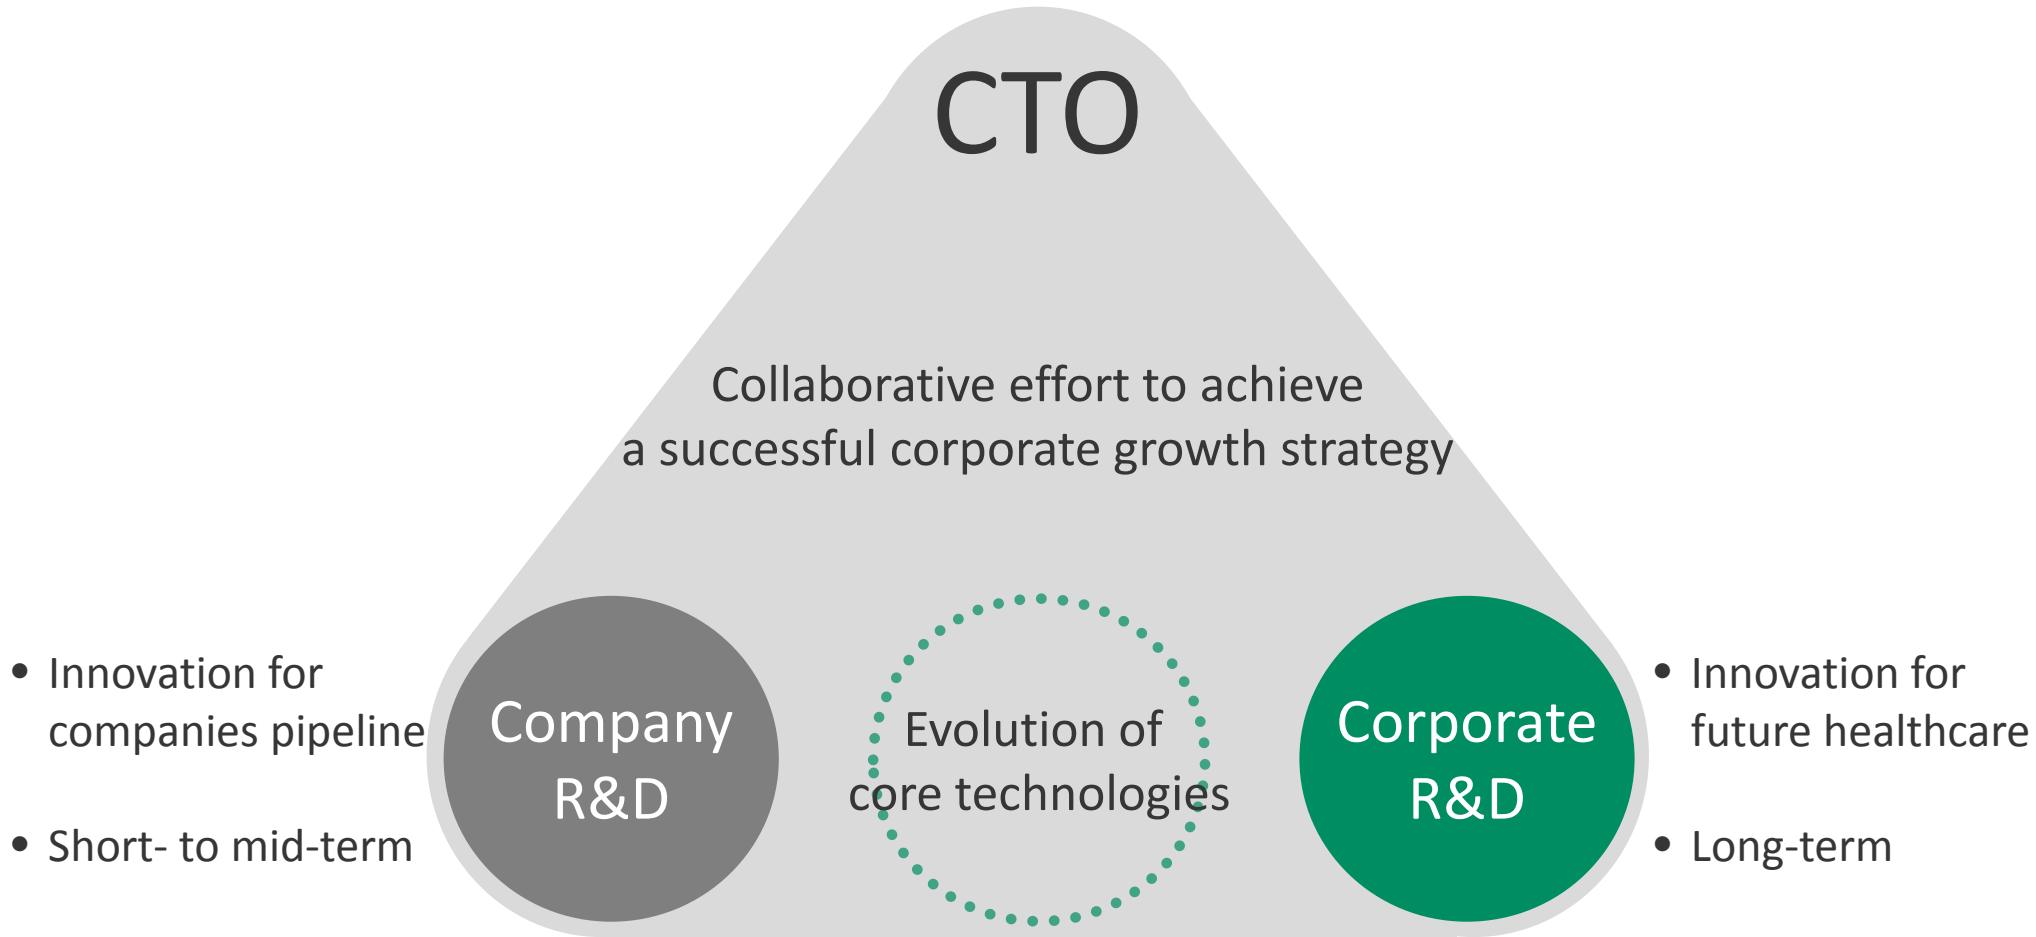 CTO
Collaborative effort to achieve
a successful corporate growth strategy
• Innovation for
companies pipeline
• Short- to mid-term
Company
R&D
Evolution of
core technologies
Corporate
R&D
• Innovation for
future healthcare
• Long-term